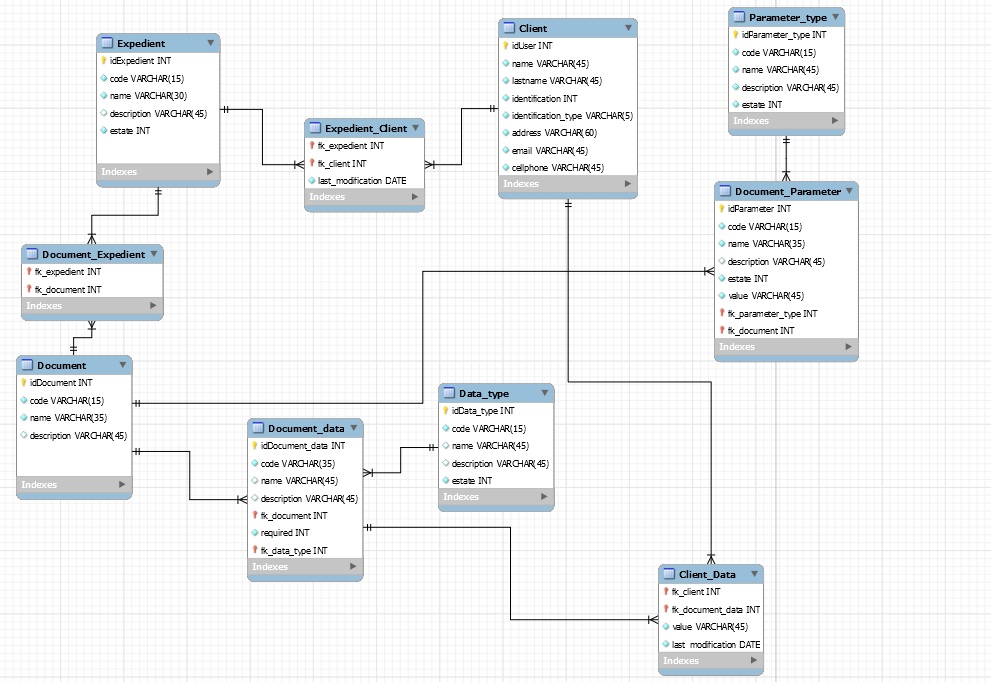 Expedient
idExpedient INT
code VARCHAR(15)
name VARCHAR(30)
description VARCHAR(45)
estate INT
Indexes
Expedient_Client
fk_expedient INT
fk_client INT
last_modification DATE
Indexes
Client
idUser INT
name VARCHAR(45)
lastname VARCHAR(45)
identification INT
identification_type VARCHAR(5)
address VARCHAR(60)
email VARCHAR(45)
cellphone VARCHAR(45)
Indexes
Parameter_type
idParameter_type INT
code VARCHAR(15)
name VARCHAR(45)
description VARCHAR(45)
estate INT
Indexes
Document_Parameter
idParameter INT
code VARCHAR(15)
name VARCHAR(35)
description VARCHAR(45)
estate INT
value VARCHAR(45)
fk_parameter_type INT
fk_document INT
Indexes
Document_Expedient
fk_expedient INT
fk_document INT
Indexes
Document
idDocument INT
code VARCHAR(15)
name VARCHAR(35)
description VARCHAR(45)
Indexes
Document_data
idDocument_data INT
code VARCHAR(35)
name VARCHAR(45)
description VARCHAR(45)
fk_document INT
required INT
fk_data_type INT
Indexes
Data_type
idData_type INT
code VARCHAR(15)
name VARCHAR(45)
description VARCHAR(45)
estate INT
Indexes
Client_Data
fk_client INT
fk_document_data INT
value VARCHAR(45)
last_modification DATE
Indexes